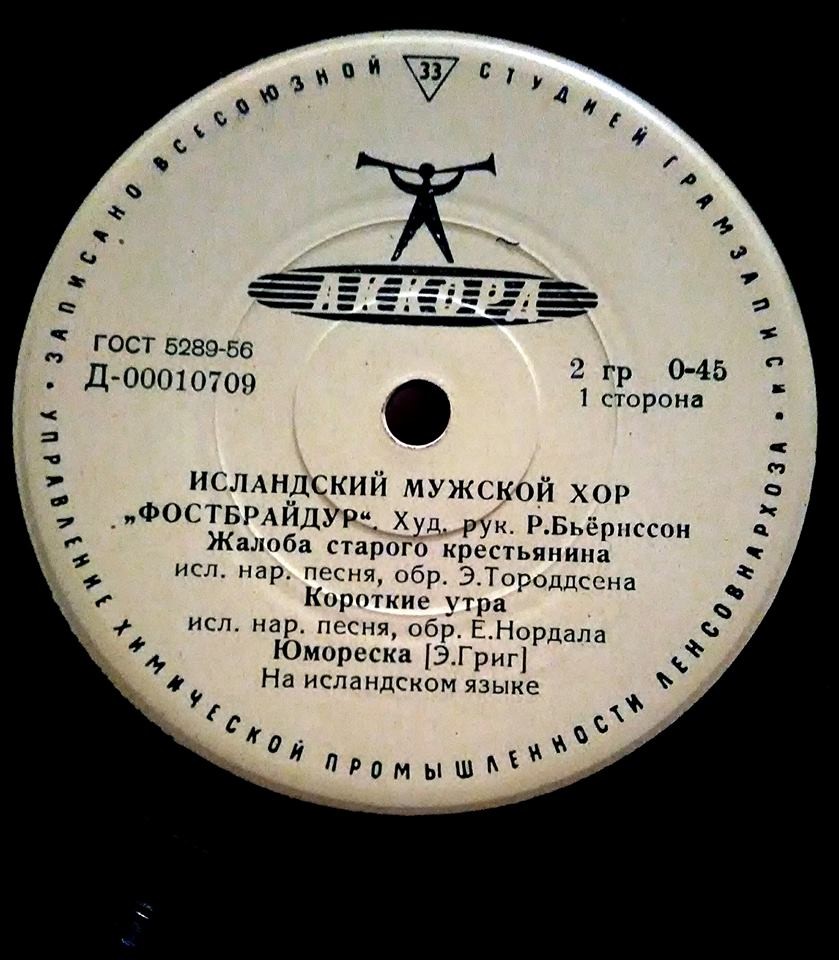 ЗАПИСАНО ВСЕСОЮЗНОЙ СТУДИЕЙ ГРАМЗАПИСИ
33
АККОРД
ГОСТ 5289-56
Д-00010709
2 гр 0-45
1 сторона
ИСЛАНДСКИЙ МУЖСКОЙ ХОР
„ФОСТБРАЙДУР“. Худ. рук. Р.Бьёрнссон
Жалоба старого крестьянина
исл. нар. песня, обр. Э.Тороддсена
Короткие утра
исл. нар. песня, обр. Е.Нордала
Юмореска [Э.Григ]
На исландском языке
• УПРАВЛЕНИЕ ХИМИЧЕСКОЙ ПРОМЫШЛЕННОСТИ ЛЕНСОВНАРХОЗА •